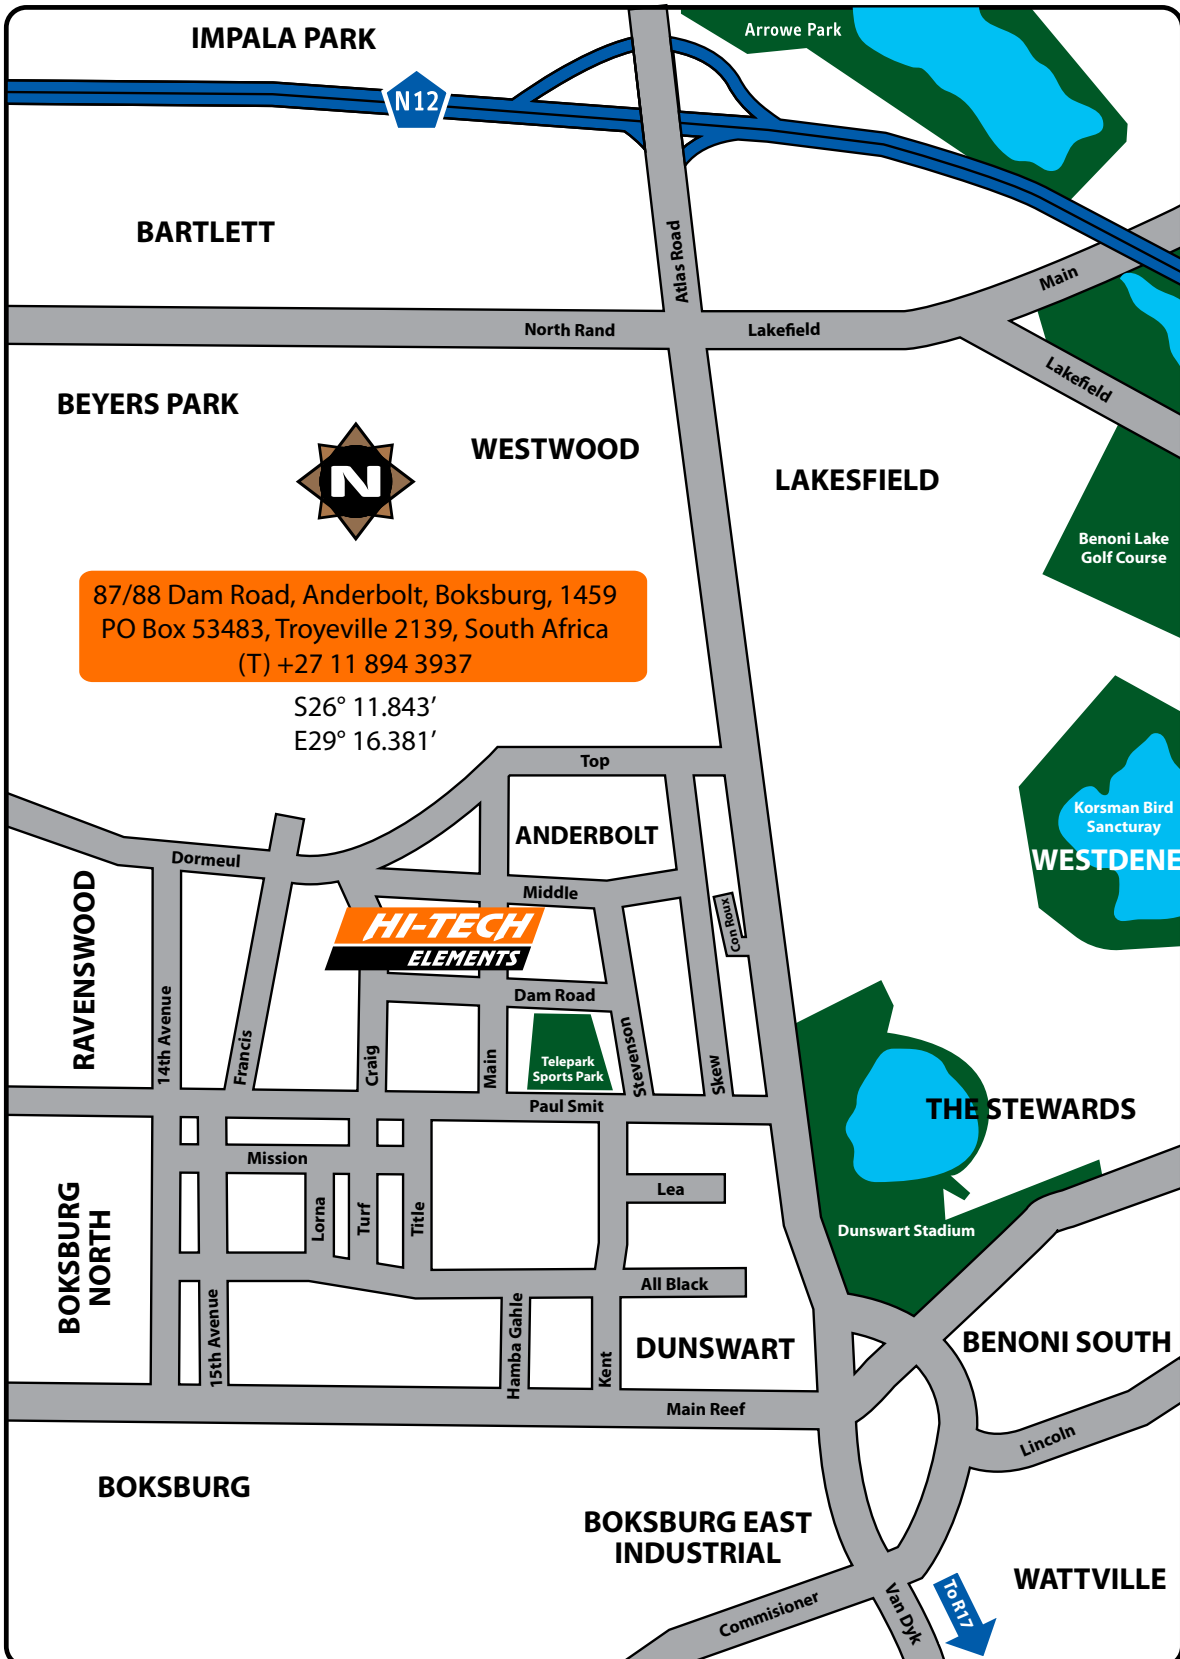 IMPALA PARK
Arrowe Park
N12
BARTLETT
Atlas Road
Main
North Rand
Lakefield
Lakefield
BEYERS PARK
WESTWOOD
LAKESFIELD
N
Benoni Lake
Golf Course
87/88 Dam Road, Anderbolt, Boksburg, 1459
PO Box 53483, Troyeville 2139, South Africa
(T) +27 11 894 3937
S26° 11.843’
E29° 16.381’
Top
Korsman Bird
Sancturay
WESTDENE
ANDERBOLT
Dormeul
Middle
RAVENSWOOD
HI-TECH
ELEMENTS
Con Roux
14th Avenue
Francis
Craig
Main
Dam Road
Telepark
Sports Park
Stevenson
Skew
Paul Smit
THE STEWARDS
Mission
Lea
BOKSBURG
NORTH
Lorna
Turf
Title
Dunswart Stadium
All Black
15th Avenue
Hamba Gahle
Kent
DUNSWART
BENONI SOUTH
Main Reef
Lincoln
BOKSBURG
BOKSBURG EAST
INDUSTRIAL
WATTVILLE
Commisioner
Van Dyk
To R17